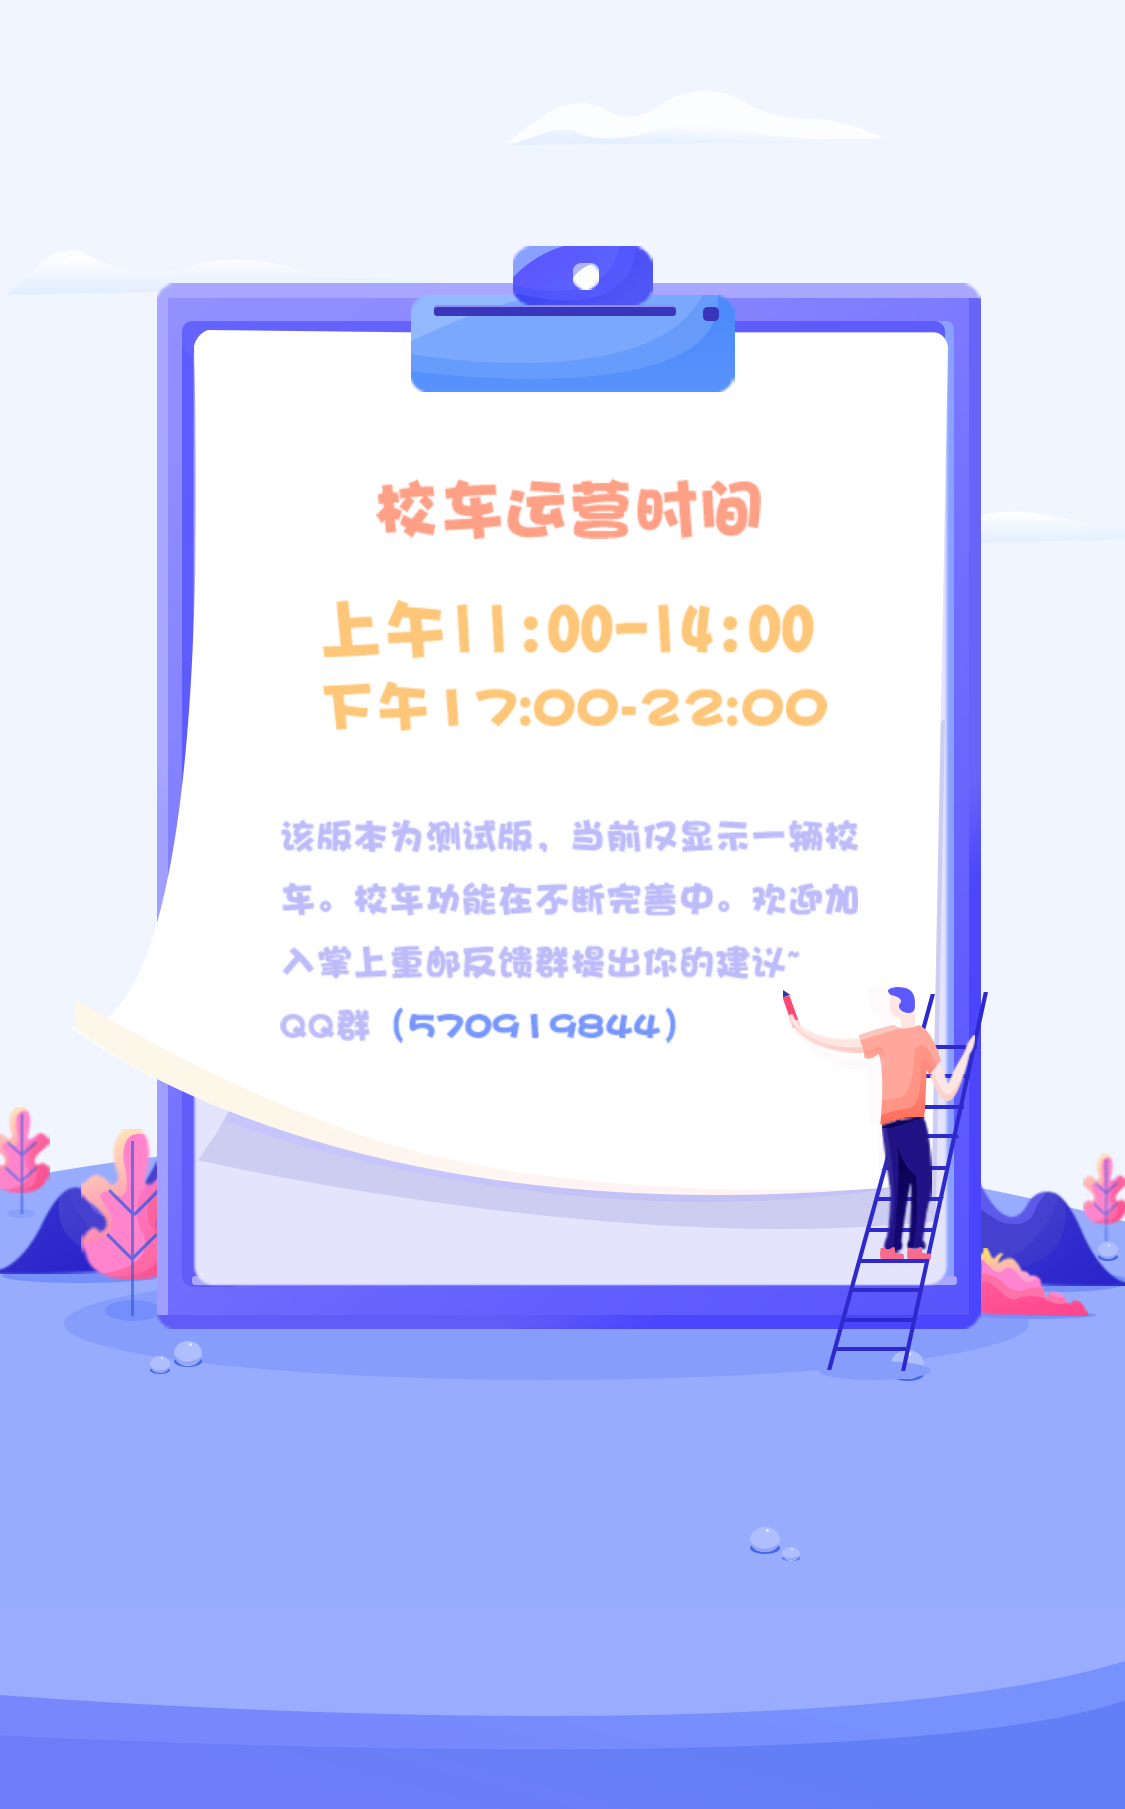 校车运营时间
上午11:00-14:00
下午17:00-22:00
该版本为测试版，当前仅显示一辆校
车。校车功能在不断完善中。欢迎加
入掌上重邮反馈群提出你的建议~
QQ群（570919844）